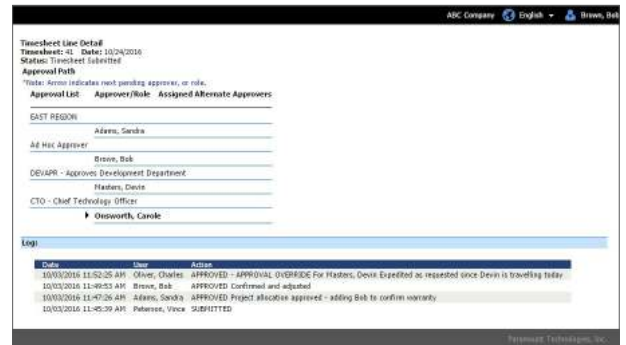 ABC Company English Brown, Bob
Timesheet Line Detail
Timesheet: 41 Date: 10/24/2016
Status: Timesheet Submitted
Approval Path
*Note: Arrow indicates next pending approver, or role.
Approval List Approver/Role Assigned Alternate Approvers
EAST REGION
Adams, Sandra
Ad Hoc Approver
Brown, Bob
DEVAPR - Approves Development Department
Masters, Devin
CTO - Chief Technology Officer
Onsworth, Carole
Logs
Date User Action
10/03/2016 11:52:25 AM Oliver, Charles APPROVED - APPROVAL OVERRIDE For Masters, Devin Expedited as requested since Devin is travelling today
10/03/2016 11:49:53 AM Brown, Bob APPROVED Confirmed and adjusted
10/03/2016 11:47:26 AM Adams, Sandra APPROVED Project allocation approved - adding Bob to confirm warranty
10/03/2016 11:45:39 AM Peterson, Vince SUBMITTED
Paramount Technologies, Inc.